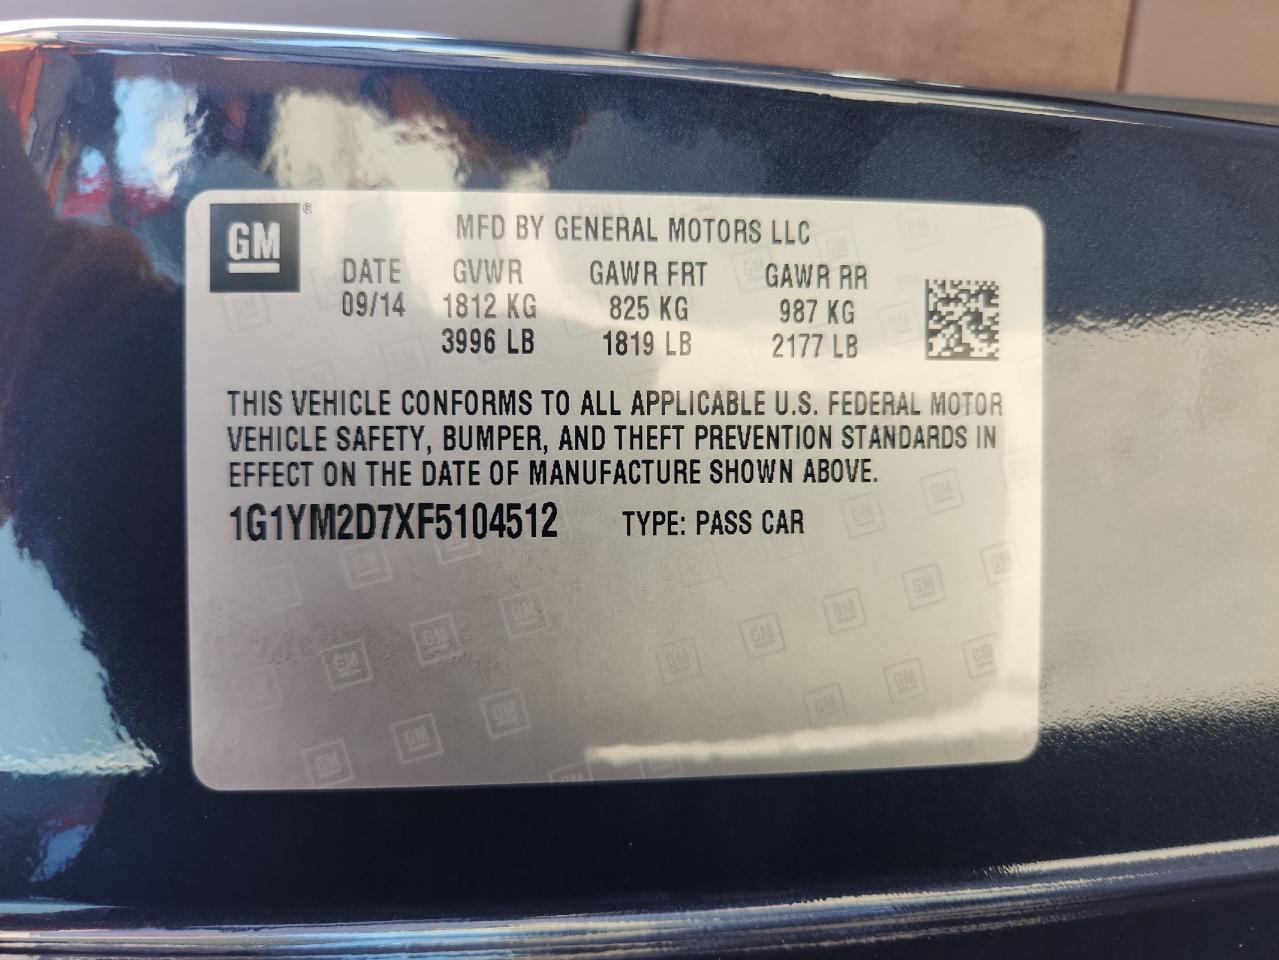 GM ®
MFD BY GENERAL MOTORS LLC
DATE GVWR GAWR FRT GAWR RR
09/14 1812 KG 825 KG 987 KG
3996 LB 1819 LB 2177 LB
THIS VEHICLE CONFORMS TO ALL APPLICABLE U.S. FEDERAL MOTOR
VEHICLE SAFETY, BUMPER, AND THEFT PREVENTION STANDARDS IN
EFFECT ON THE DATE OF MANUFACTURE SHOWN ABOVE.
1G1YM2D7XF5104512 TYPE: PASS CAR